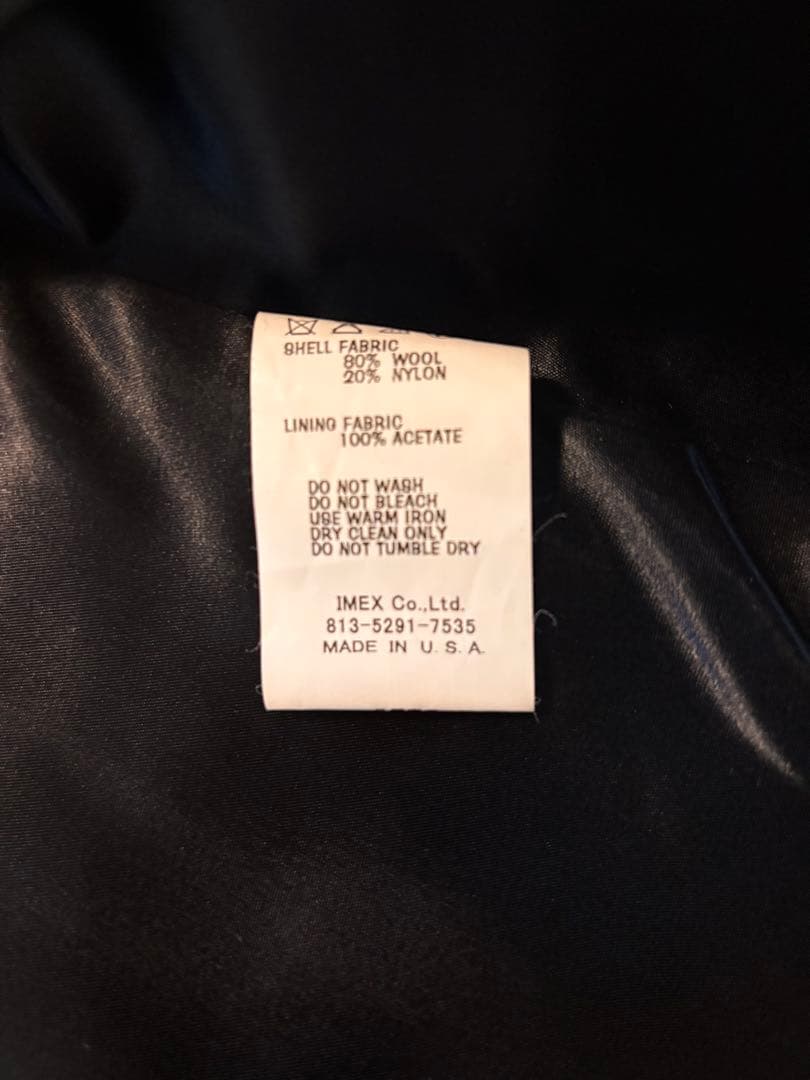 SHELL FABRIC
80% WOOL
20% NYLON
LINING FABRIC
100% ACETATE
DO NOT WASH
DO NOT BLEACH
USE WARM IRON
DRY CLEAN ONLY
DO NOT TUMBLE DRY
IMEX Co.,Ltd.
813-5291-7535
MADE IN U.S.A.